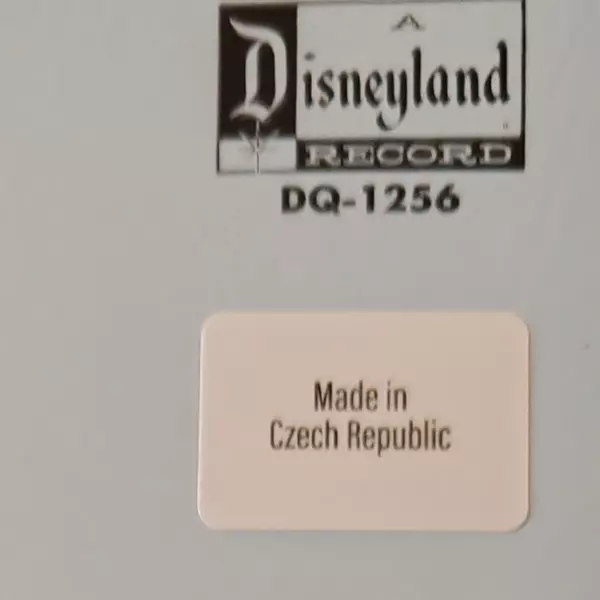 A
Disneyland
RECORD
DQ-1256
Made in
Czech Republic